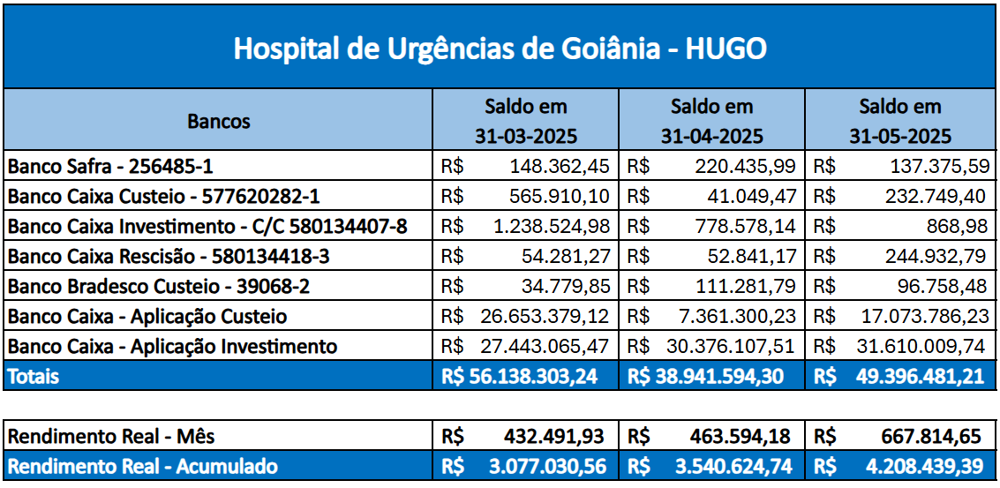 Hospital de Urgências de Goiânia - HUGO
Bancos Saldo em 31-03-2025 Saldo em 31-04-2025 Saldo em 31-05-2025
Banco Safra - 256485-1 R$ 148.362,45 R$ 220.435,99 R$ 137.375,59
Banco Caixa Custeio - 577620282-1 R$ 565.910,10 R$ 41.049,47 R$ 232.749,40
Banco Caixa Investimento - C/C 580134407-8 R$ 1.238.524,98 R$ 778.578,14 R$ 868,98
Banco Caixa Rescisão - 580134418-3 R$ 54.281,27 R$ 52.841,17 R$ 244.932,79
Banco Bradesco Custeio - 39068-2 R$ 34.779,85 R$ 111.281,79 R$ 96.758,48
Banco Caixa - Aplicação Custeio R$ 26.653.379,12 R$ 7.361.300,23 R$ 17.073.786,23
Banco Caixa - Aplicação Investimento R$ 27.443.065,47 R$ 30.376.107,51 R$ 31.610.009,74
Totais R$ 56.138.303,24 R$ 38.941.594,30 R$ 49.396.481,21
Rendimento Real - Mês R$ 432.491,93 R$ 463.594,18 R$ 667.814,65
Rendimento Real - Acumulado R$ 3.077.030,56 R$ 3.540.624,74 R$ 4.208.439,39